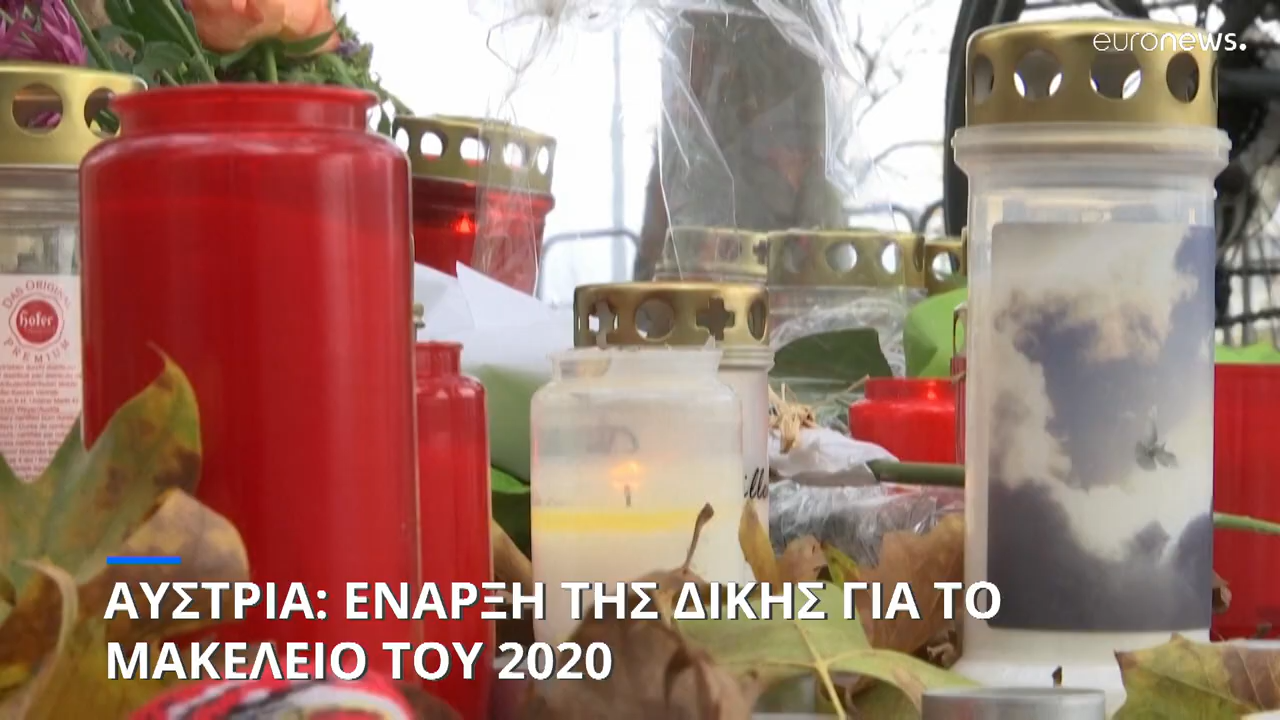 euronews.
DAS ORIGINAL
hofer
PREMIUM
ΑΥΣΤΡΙΑ: ΕΝΑΡΞΗ ΤΗΣ ΔΙΚΗΣ ΓΙΑ ΤΟ
ΜΑΚΕΛΕΙΟ ΤΟΥ 2020